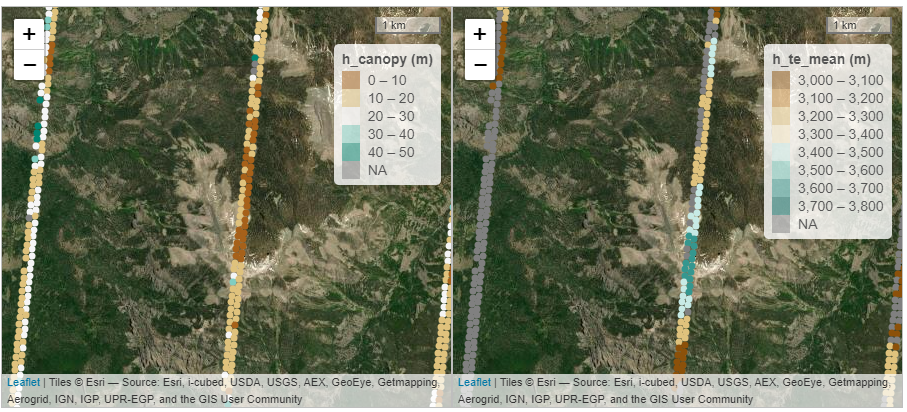 +
−
1 km
h_canopy (m)
0 – 10
10 – 20
20 – 30
30 – 40
40 – 50
NA
Leaflet | Tiles © Esri — Source: Esri, i-cubed, USDA, USGS, AEX, GeoEye, Getmapping,
Aerogrid, IGN, IGP, UPR-EGP, and the GIS User Community
+
−
1 km
h_te_mean (m)
3,000 – 3,100
3,100 – 3,200
3,200 – 3,300
3,300 – 3,400
3,400 – 3,500
3,500 – 3,600
3,600 – 3,700
3,700 – 3,800
NA
Leaflet | Tiles © Esri — Source: Esri, i-cubed, USDA, USGS, AEX, GeoEye, Getmapping,
Aerogrid, IGN, IGP, UPR-EGP, and the GIS User Community